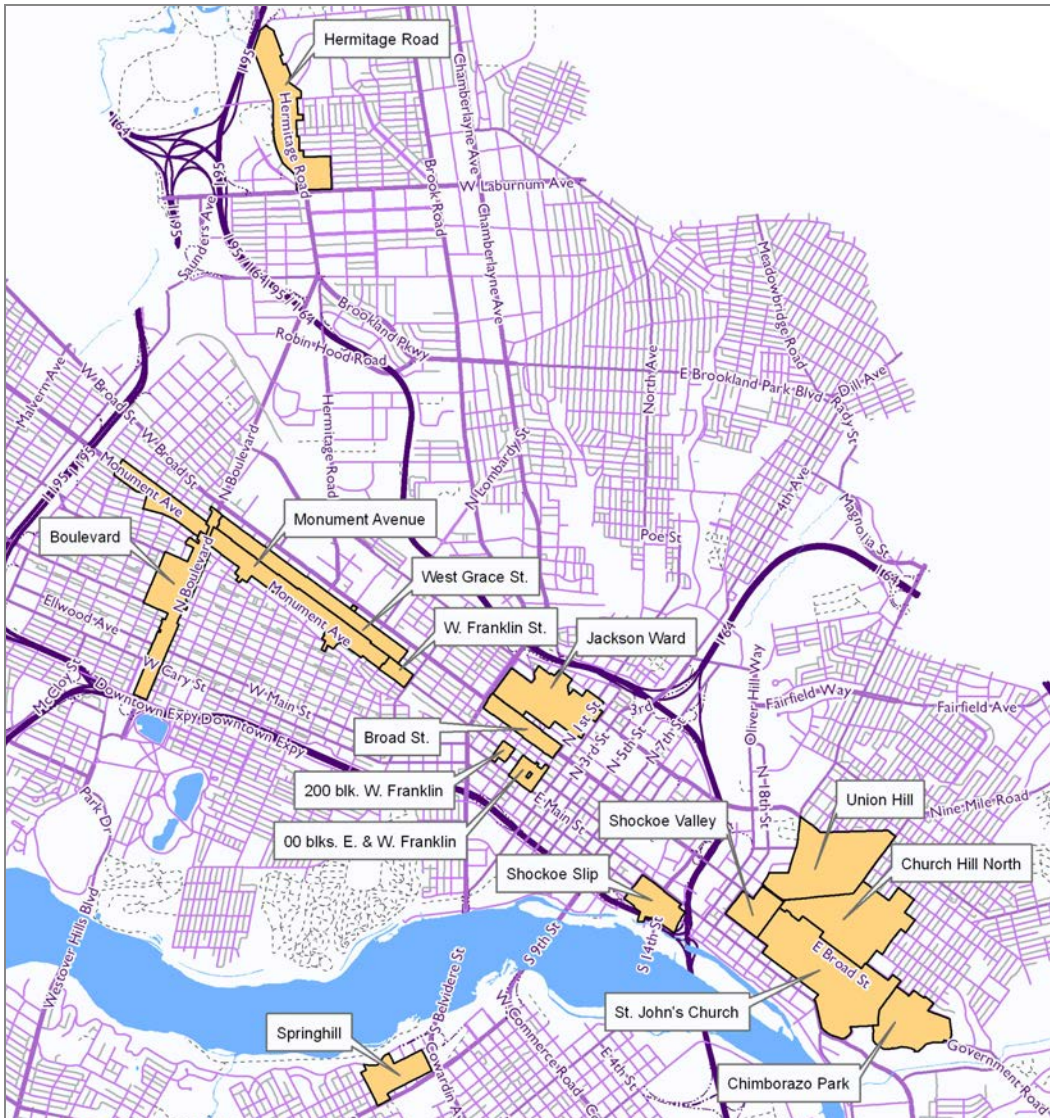 Hermitage Road
I 95
I 64
I 195
I 95
Hermitage Road
Chamberlayne Ave
Brook Road
W Laburnum Ave
Saunders Ave
I 95 / I 64
I 95 / I 64
Chamberlayne Ave
Meadowbridge Road
Brookland Pkwy
Robin Hood Road
Malvern Ave
W Broad St
North Ave
E Brookland Park Blvd
Dill Ave
Rady St
I 195
I 195
Monument Ave
W Broad St
N Boulevard
Hermitage Road
N Lombardy St
4th Ave
Magnolia St
Boulevard
Monument Avenue
Poe St
I 64
N Boulevard
West Grace St.
Ellwood Ave
Monument Ave
W. Franklin St.
Jackson Ward
I 64
Oliver Hill Way
Fairfield Way
Fairfield Ave
McCloy St
W Cary St
W Main St
Downtown Expy
Downtown Expy
Broad St.
N 1st St
3rd
N 3rd St
N 5th St
N 7th St
200 blk. W. Franklin
E Main St
N 18th St
Union Hill
Nine Mile Road
Park Dr
00 blks. E. & W. Franklin
Shockoe Valley
Church Hill North
Shockoe Slip
Westover Hills Blvd
S 9th St
S 14th St
E Broad St
S Belvidere St
St. John's Church
Springhill
Cowardin Ave
W Commerce Road
E 4th St
Chimborazo Park
Government Road